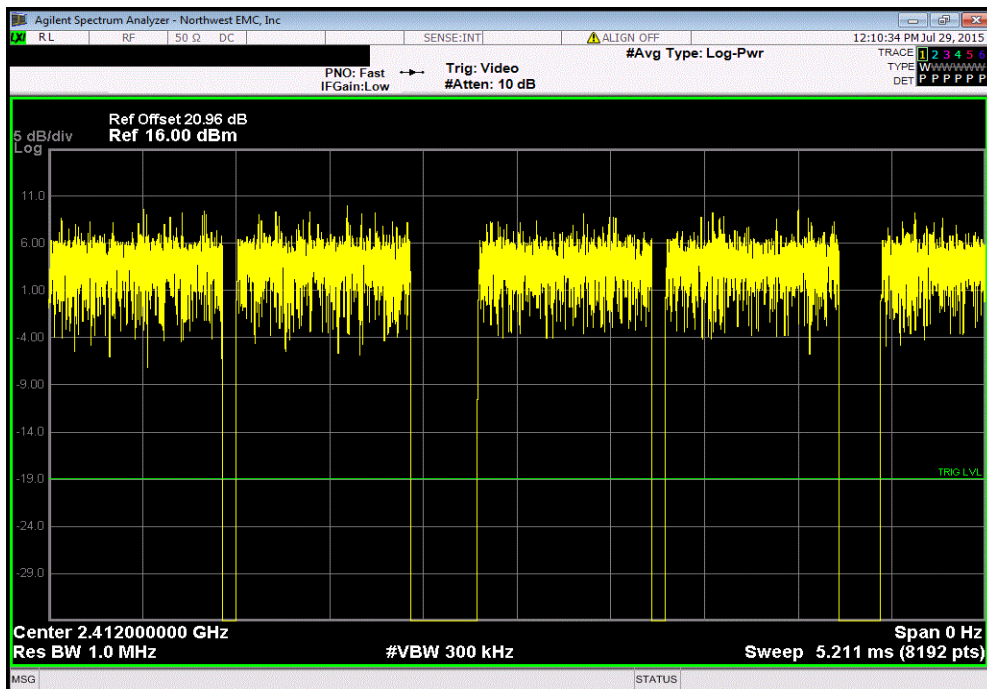 Agilent Spectrum Analyzer - Northwest EMC, Inc
LXI RL RF 50 Ω DC SENSE:INT ALIGN OFF 12:10:34 PM Jul 29, 2015
#Avg Type: Log-Pwr TRACE 1 2 3 4 5 6
PNO: Fast Trig: Video TYPE WWWWWW
IFGain:Low #Atten: 10 dB DET P P P P P P
Ref Offset 20.96 dB
5 dB/div Ref 16.00 dBm
Log
11.0
6.00
1.00
-4.00
-9.00
-14.0
TRIG LVL
-19.0
-24.0
-29.0
Center 2.412000000 GHz Span 0 Hz
Res BW 1.0 MHz #VBW 300 kHz Sweep 5.211 ms (8192 pts)
MSG STATUS